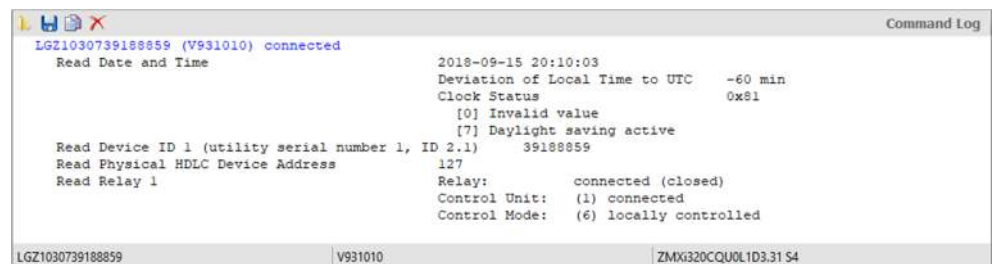 Command Log
LGZ1030739188859 (V931010) connected
Read Date and Time 2018-09-15 20:10:03
Deviation of Local Time to UTC -60 min
Clock Status 0x81
[0] Invalid value
[7] Daylight saving active
Read Device ID 1 (utility serial number 1, ID 2.1) 39188859
Read Physical HDLC Device Address 127
Read Relay 1 Relay: connected (closed)
Control Unit: (1) connected
Control Mode: (6) locally controlled
LGZ1030739188859 V931010 ZMXi320CQU0L1D3.31 S4